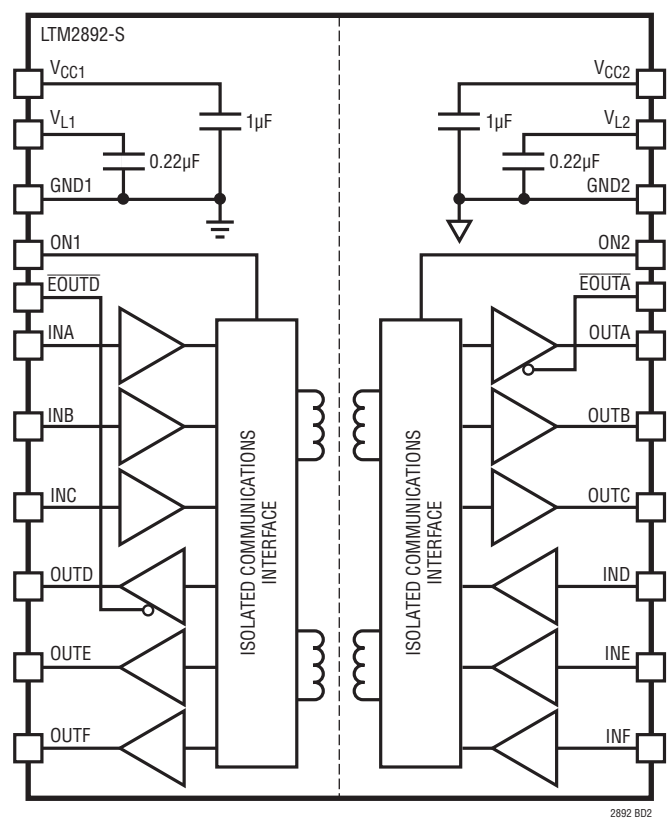 LTM2892-S
VCC1
VCC2
1µF
1µF
VL1
VL2
0.22µF
0.22µF
GND1
GND2
ON1
ON2
EOUTD
EOUTA
INA
OUTA
INB
OUTB
INC
OUTC
ISOLATED COMMUNICATIONS
INTERFACE
ISOLATED COMMUNICATIONS
INTERFACE
OUTD
IND
OUTE
INE
OUTF
INF
2892 BD2